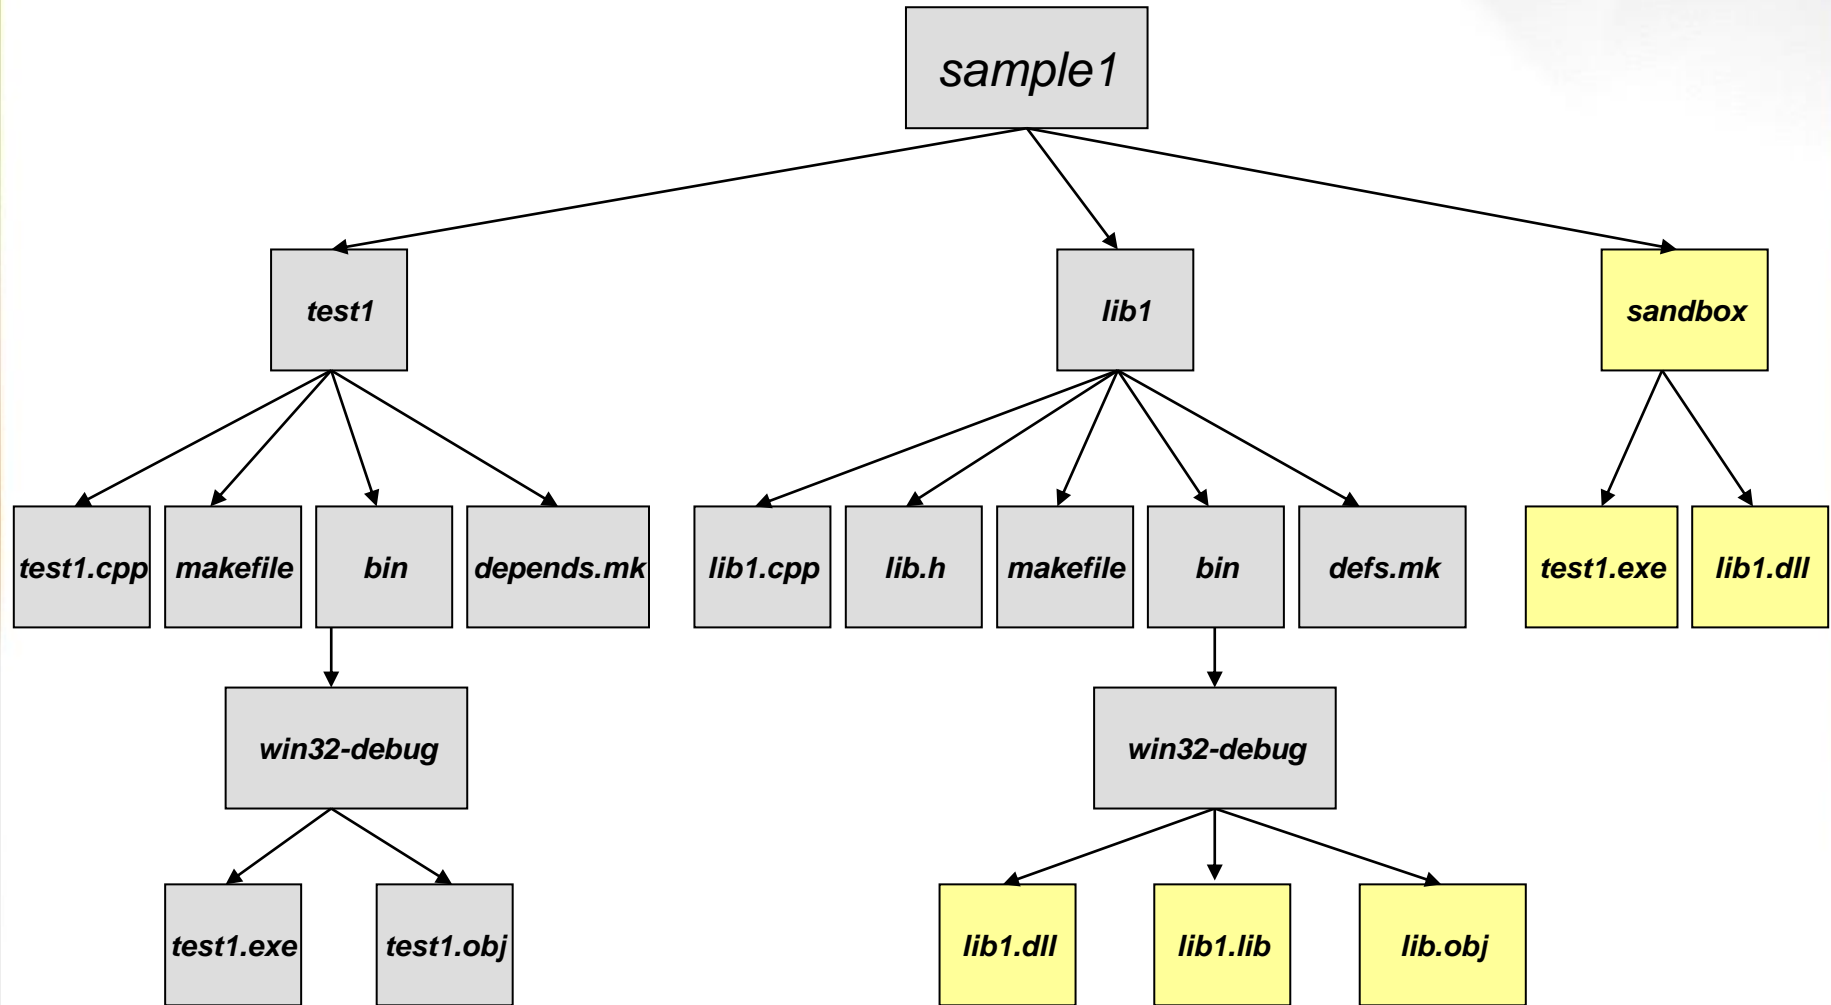 sample1
test1
lib1
sandbox
test1.cpp
makefile
bin
depends.mk
lib1.cpp
lib.h
makefile
bin
defs.mk
test1.exe
lib1.dll
win32-debug
win32-debug
test1.exe
test1.obj
lib1.dll
lib1.lib
lib.obj